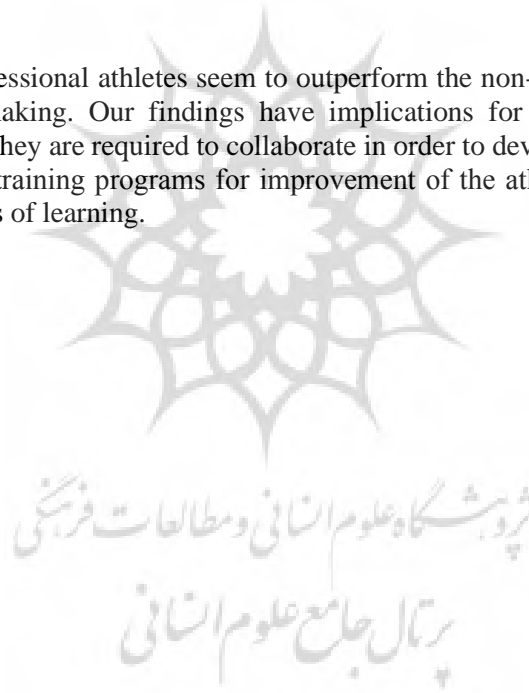 essional athletes seem to outperform the non-
aking. Our findings have implications for
hey are required to collaborate in order to dev
training programs for improvement of the atl
s of learning.
پژوهشگاه علوم انسانی و مطالعات فرهنگی
پرتال جامع علوم انسانی